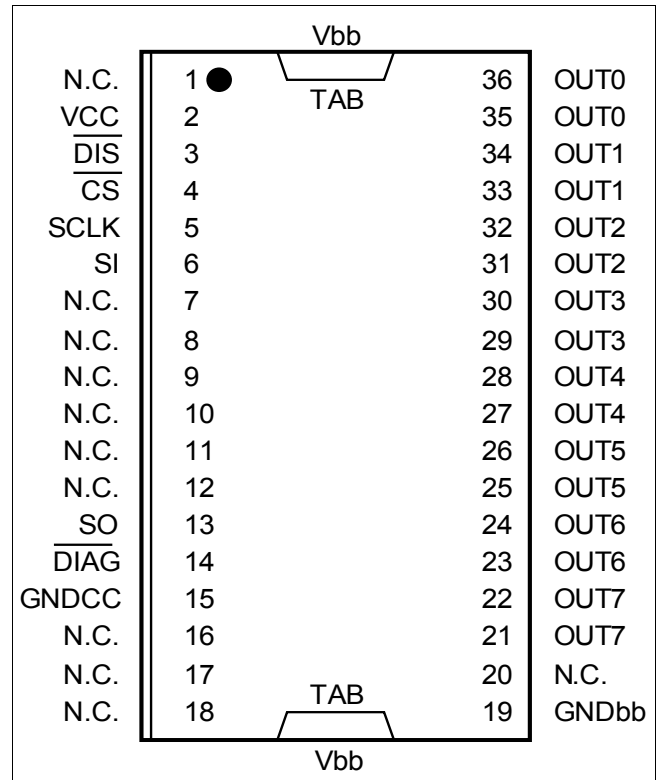 Vbb
N.C. 1 TAB 36 OUT0
VCC 2 35 OUT0
D̅I̅S̅ 3 34 OUT1
C̅S̅ 4 33 OUT1
SCLK 5 32 OUT2
SI 6 31 OUT2
N.C. 7 30 OUT3
N.C. 8 29 OUT3
N.C. 9 28 OUT4
N.C. 10 27 OUT4
N.C. 11 26 OUT5
N.C. 12 25 OUT5
SO 13 24 OUT6
D̅I̅A̅G̅ 14 23 OUT6
GNDCC 15 22 OUT7
N.C. 16 21 OUT7
N.C. 17 20 N.C.
N.C. 18 TAB 19 GNDbb
Vbb